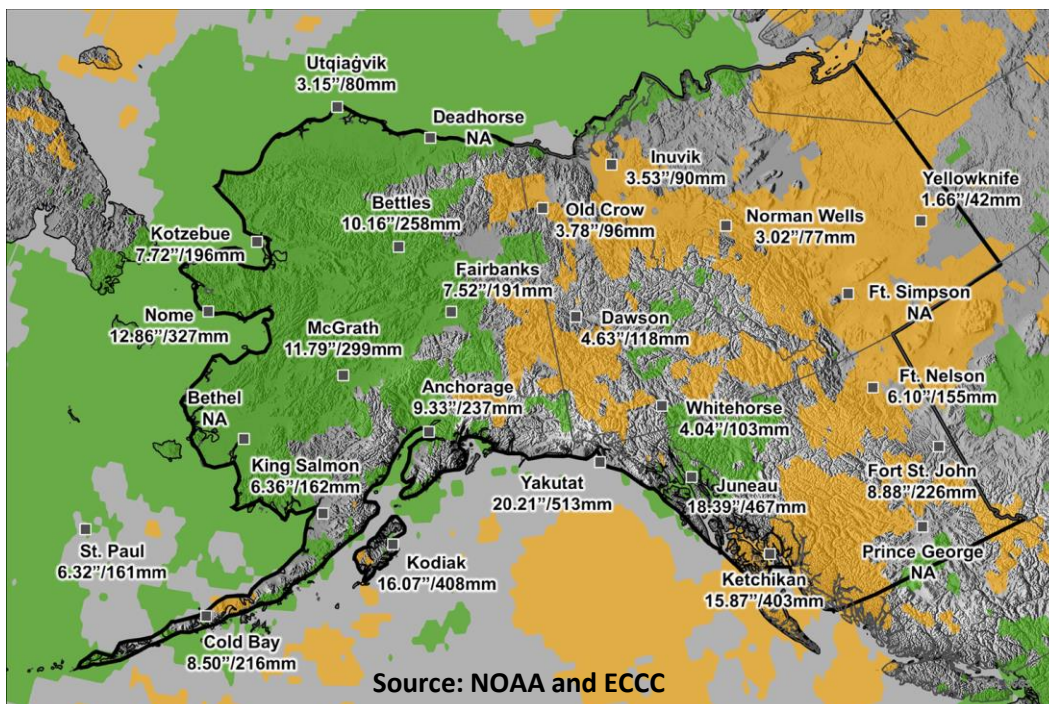 Utqiaġvik
3.15”/80mm
Deadhorse
NA
Inuvik
3.53”/90mm
Yellowknife
1.66”/42mm
Bettles
10.16”/258mm
Old Crow
3.78”/96mm
Norman Wells
3.02”/77mm
Kotzebue
7.72”/196mm
Fairbanks
7.52”/191mm
Ft. Simpson
NA
Nome
12.86”/327mm
McGrath
11.79”/299mm
Dawson
4.63”/118mm
Anchorage
9.33”/237mm
Ft. Nelson
6.10”/155mm
Bethel
NA
Whitehorse
4.04”/103mm
King Salmon
6.36”/162mm
Yakutat
20.21”/513mm
Juneau
18.39”/467mm
Fort St. John
8.88”/226mm
St. Paul
6.32”/161mm
Kodiak
16.07”/408mm
Prince George
NA
Ketchikan
15.87”/403mm
Cold Bay
8.50”/216mm
Source: NOAA and ECCC